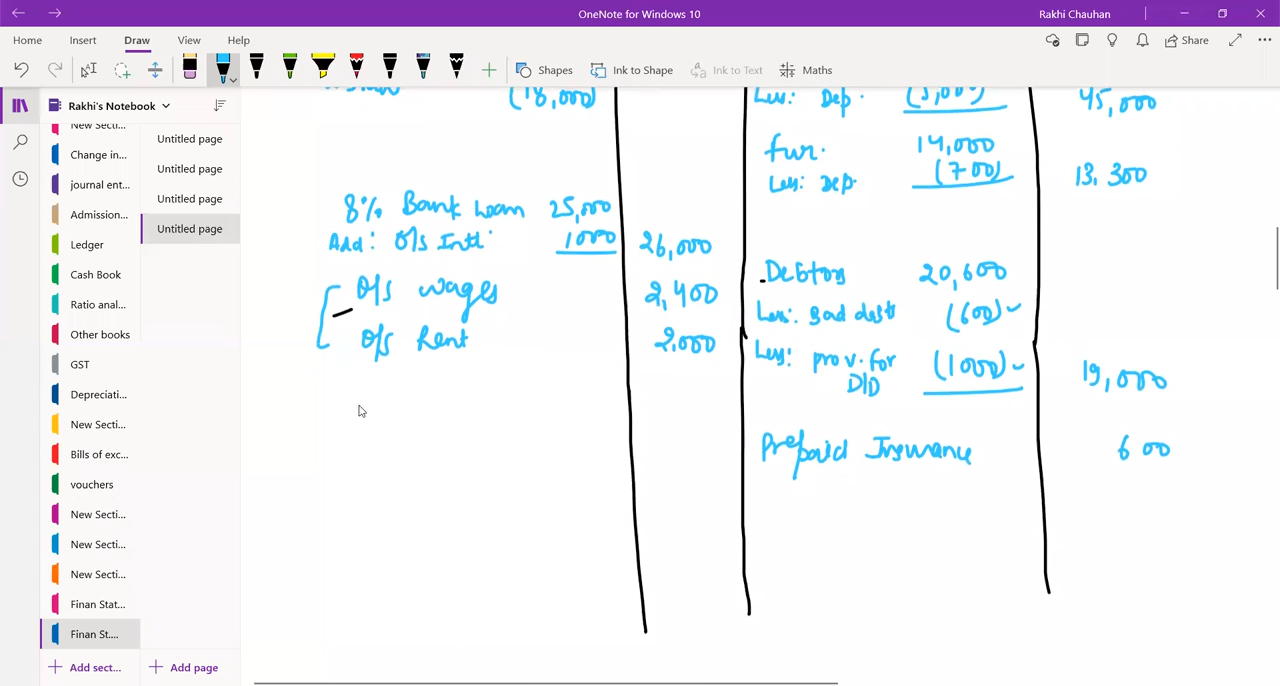 OneNote for Windows 10
Rakhi Chauhan
Home
Insert
Draw
View
Help
Share
Shapes
Ink to Shape
Ink to Text
Maths
Rakhi's Notebook
New Secti...
Change in...
journal ent...
Admission...
Ledger
Cash Book
Ratio anal...
Other books
GST
Depreciati...
New Secti...
Bills of exc...
vouchers
New Secti...
New Secti...
New Secti...
Finan Stat...
Finan St....
Add sect...
Untitled page
Untitled page
Untitled page
Untitled page
Add page
(18,000)
8% Bank Loan 25,000
Add: O/s Intt. 1000 26,000
O/s wages 2,400
O/s Rent 2,000
Less: Dep. (5,000) 45,000
fur. 14,000
Less: Dep. (700) 13,300
Debtors 20,600
Less: Bad debt (600)
Less: prov. for (1000) 19,000
D/D
Prepaid Insurance 600